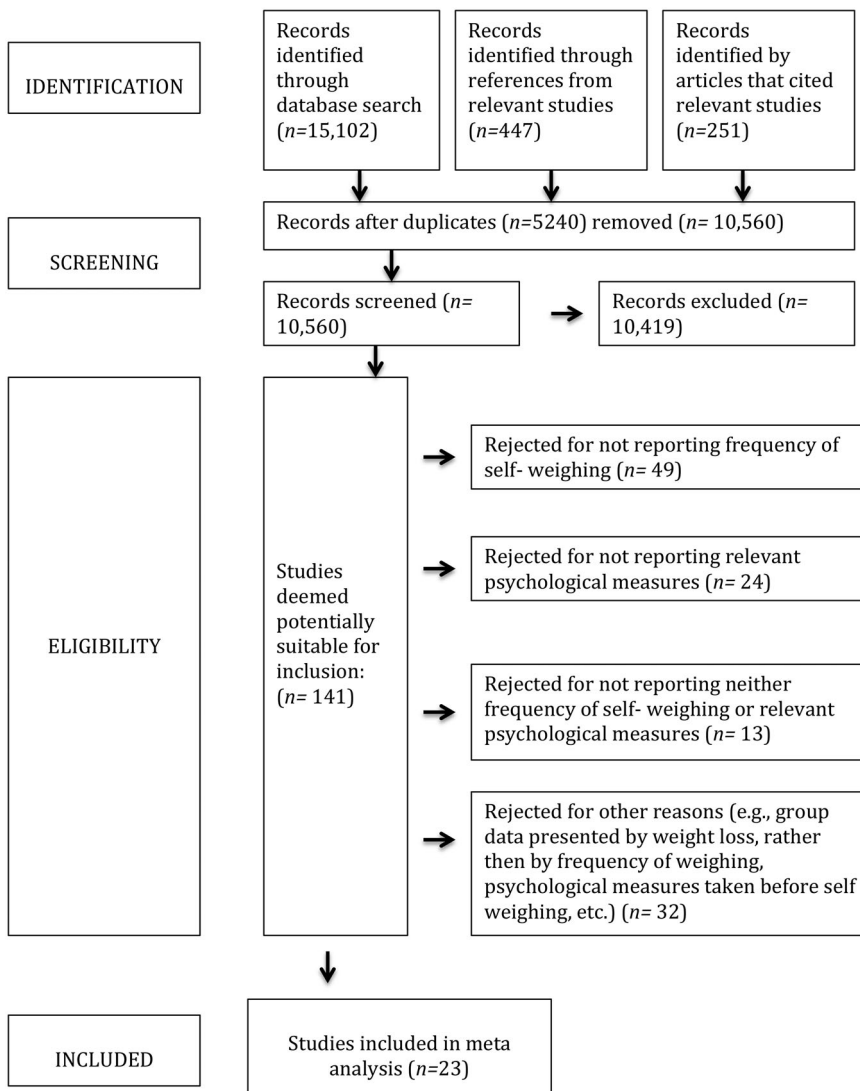 IDENTIFICATION
Records
identified
through
database search
(n=15,102)
Records
identified through
references from
relevant studies
(n=447)
Records
identified by
articles that cited
relevant studies
(n=251)
SCREENING
Records after duplicates (n=5240) removed (n= 10,560)
Records screened (n=
10,560)
Records excluded (n=
10,419)
ELIGIBILITY
Studies
deemed
potentially
suitable for
inclusion:
(n= 141)
Rejected for not reporting frequency of
self- weighing (n= 49)
Rejected for not reporting relevant
psychological measures (n= 24)
Rejected for not reporting neither
frequency of self- weighing or relevant
psychological measures (n= 13)
Rejected for other reasons (e.g., group
data presented by weight loss, rather
then by frequency of weighing,
psychological measures taken before self
weighing, etc.) (n= 32)
INCLUDED
Studies included in meta
analysis (n=23)